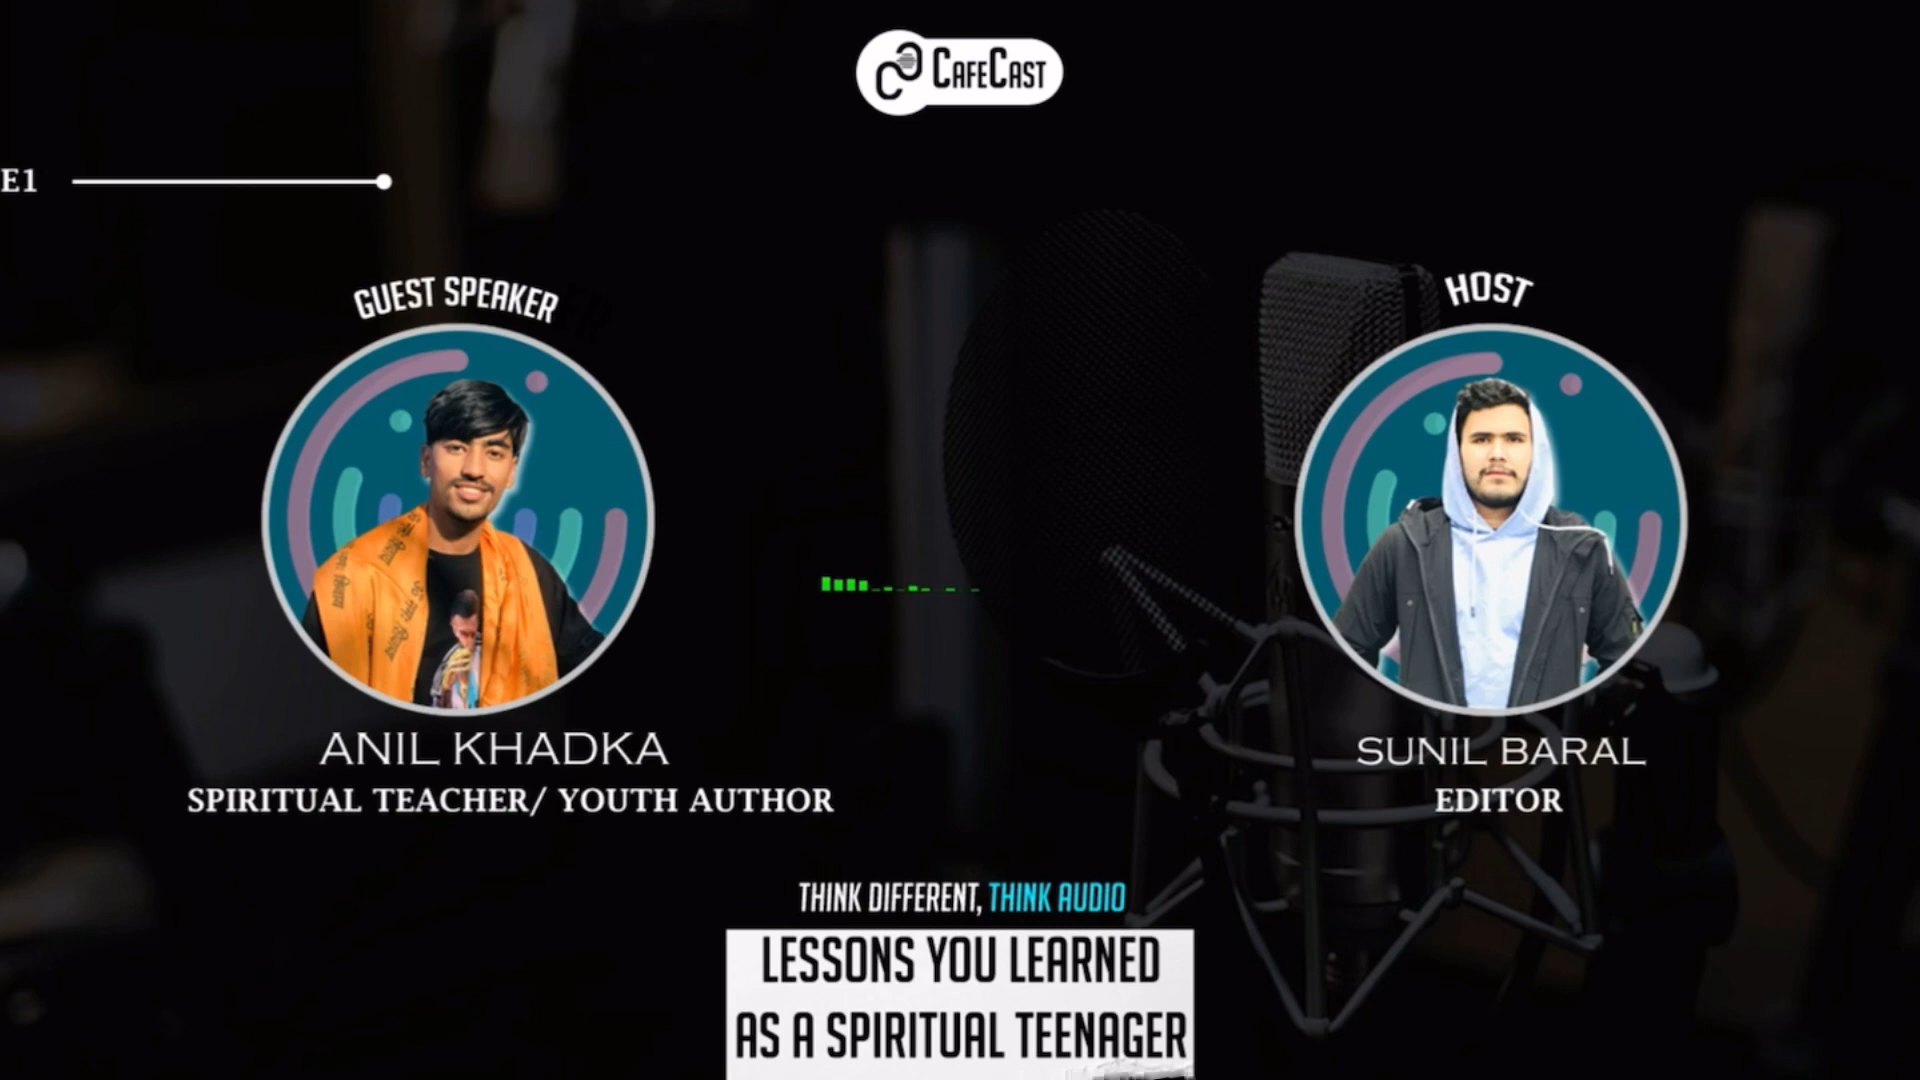 CAFECAST
E1
GUEST SPEAKER
HOST
ANIL KHADKA
SPIRITUAL TEACHER/ YOUTH AUTHOR
SUNIL BARAL
EDITOR
THINK DIFFERENT, THINK AUDIO
LESSONS YOU LEARNED
AS A SPIRITUAL TEENAGER